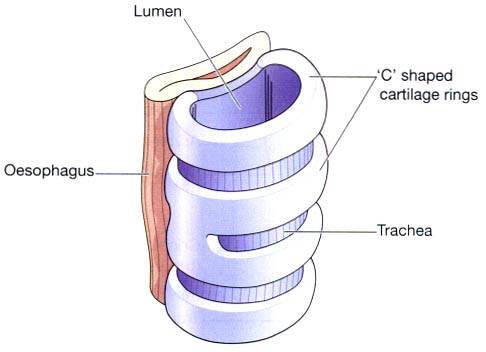 Lumen
‘C’ shaped
cartilage rings
Oesophagus
Trachea